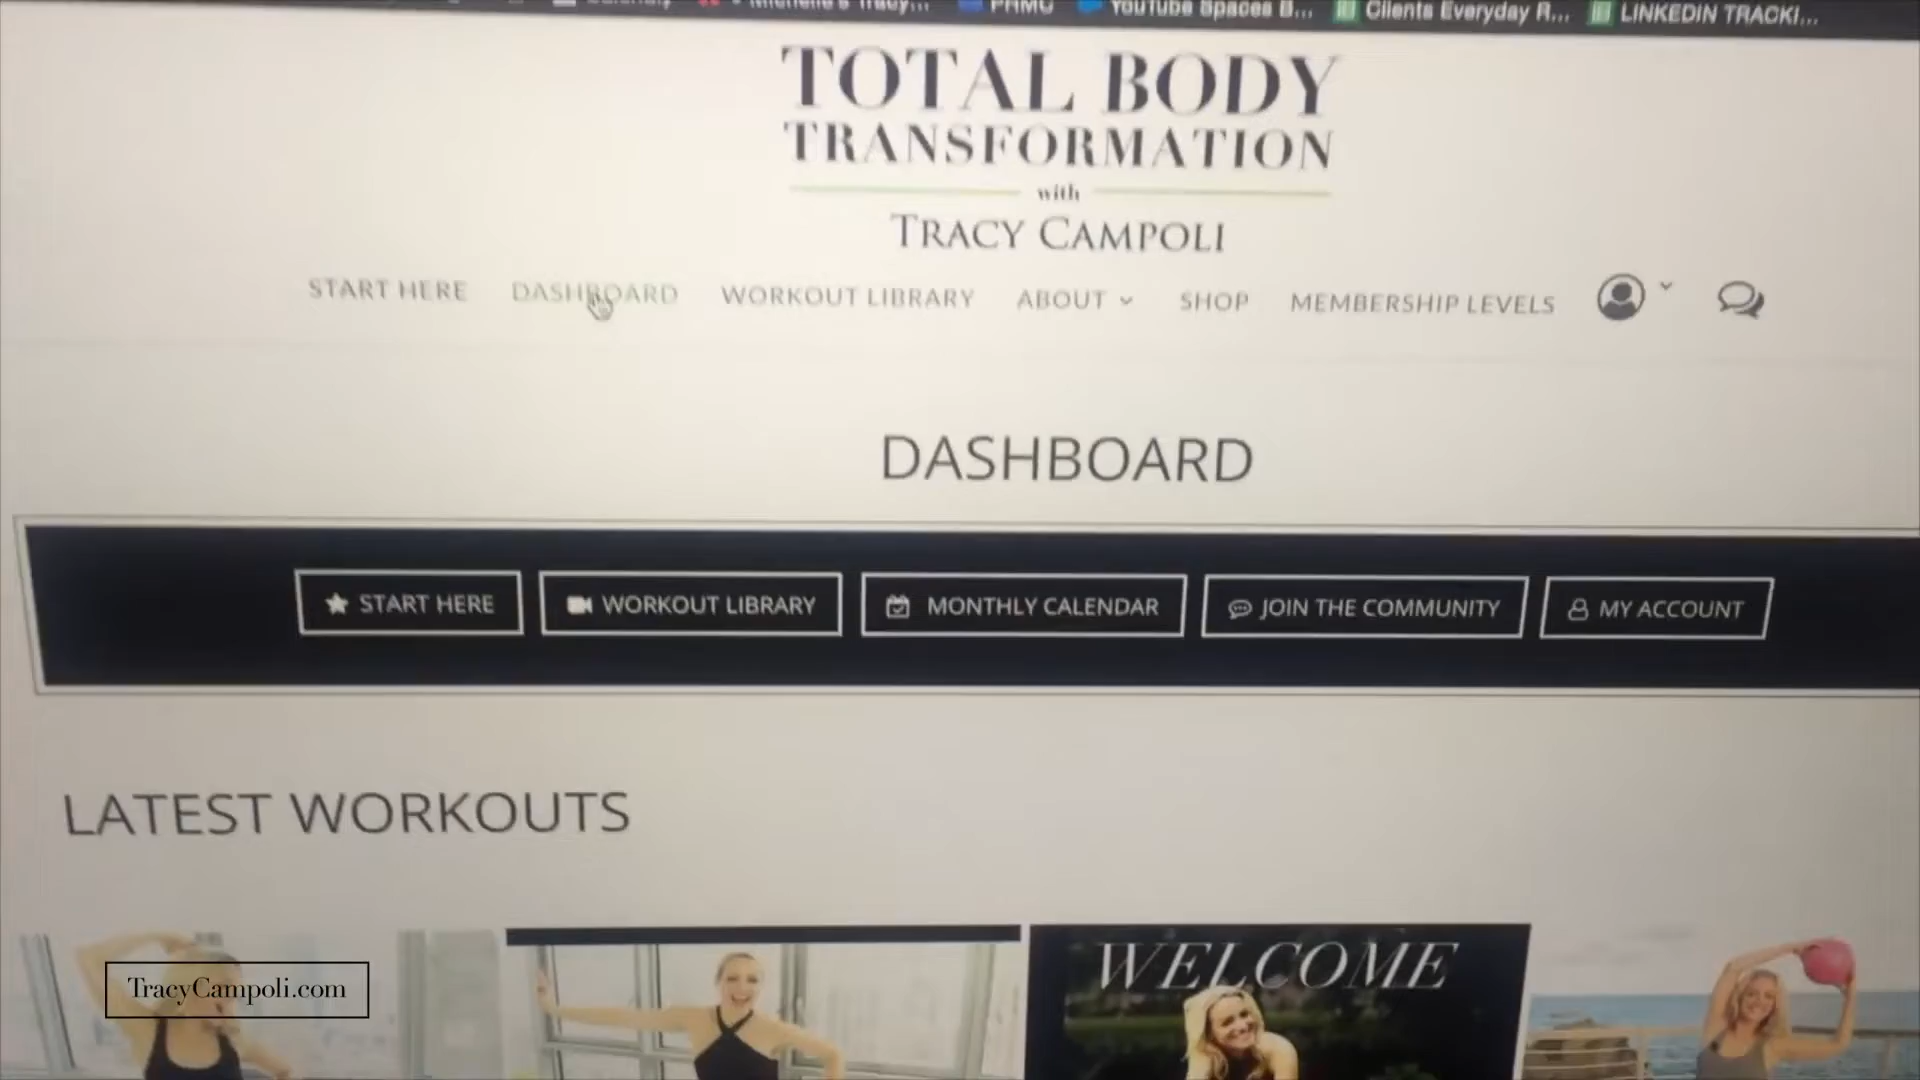 PRMC YouTube Spaces B... Clients Everyday R... LINKEDIN TRACKI...
TOTAL BODY
TRANSFORMATION
with
TRACY CAMPOLI
START HERE DASHBOARD WORKOUT LIBRARY ABOUT SHOP MEMBERSHIP LEVELS
DASHBOARD
START HERE WORKOUT LIBRARY MONTHLY CALENDAR JOIN THE COMMUNITY MY ACCOUNT
LATEST WORKOUTS
WELCOME
TracyCampoli.com